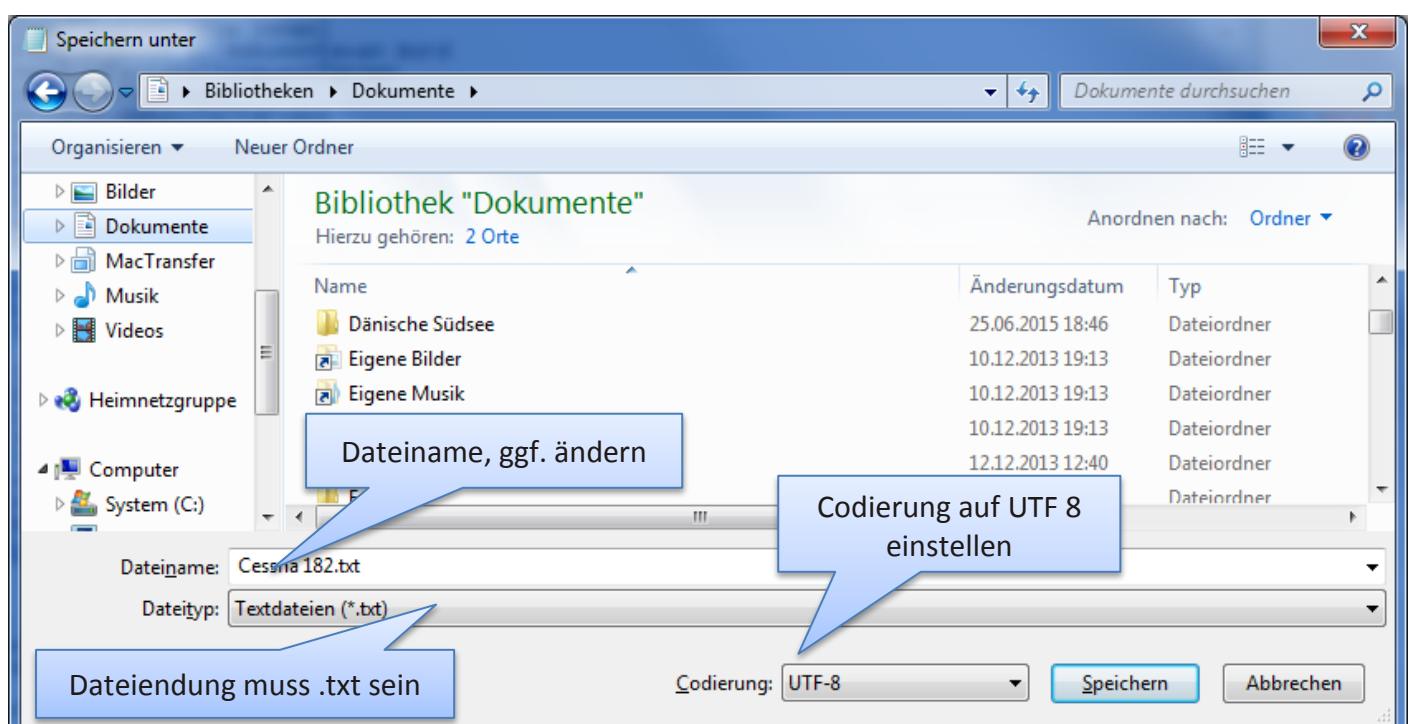 Speichern unter
Bibliotheken Dokumente
Dokumente durchsuchen
Organisieren Neuer Ordner
Bilder
Dokumente
MacTransfer
Musik
Videos
Heimnetzgruppe
Computer
System (C:)
Bibliothek "Dokumente"
Hierzu gehören: 2 Orte
Anordnen nach: Ordner
Name Änderungsdatum Typ
Dänische Südsee 25.06.2015 18:46 Dateiordner
Eigene Bilder 10.12.2013 19:13 Dateiordner
Eigene Musik 10.12.2013 19:13 Dateiordner
10.12.2013 19:13 Dateiordner
12.12.2013 12:40 Dateiordner
Dateiordner
Dateiname, ggf. ändern
Codierung auf UTF 8
einstellen
Dateiname: Cessna 182.txt
Dateityp: Textdateien (*.txt)
Dateiendung muss .txt sein
Codierung: UTF-8
Speichern
Abbrechen